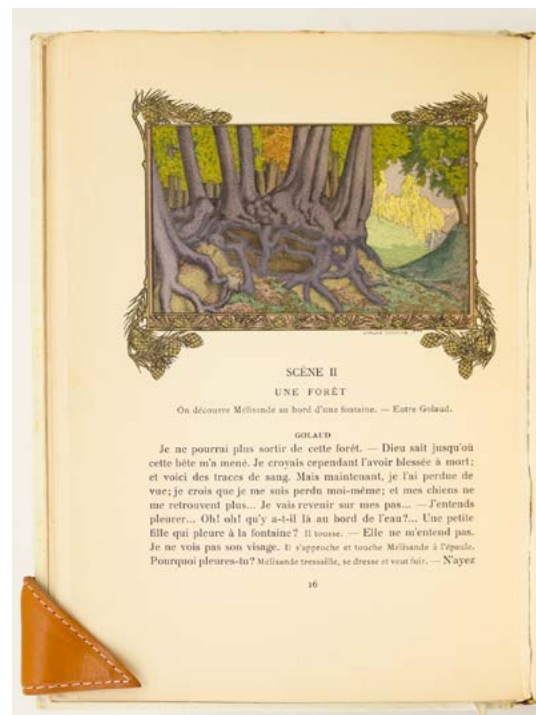 SCÈNE II
UNE FORÊT
On découvre Mélisande au bord d'une fontaine. — Entre Golaud.
GOLAUD
Je ne pourrai plus sortir de cette forêt. — Dieu sait jusqu'où
cette bête m'a mené. Je croyais cependant l'avoir blessée à mort;
et voici des traces de sang. Mais maintenant, je l'ai perdue de
vue; je crois que je me suis perdu moi-même; et mes chiens ne
me retrouvent plus... Je vais revenir sur mes pas... — J'entends
pleurer... Oh! oh! qu'y a-t-il là au bord de l'eau?... Une petite
fille qui pleure à la fontaine? Il tousse. — Elle ne m'entend pas.
Je ne vois pas son visage. Il s'approche et touche Mélisande à l'épaule.
Pourquoi pleures-tu? Mélisande tressaille, se dresse et veut fuir. — N'ayez
16